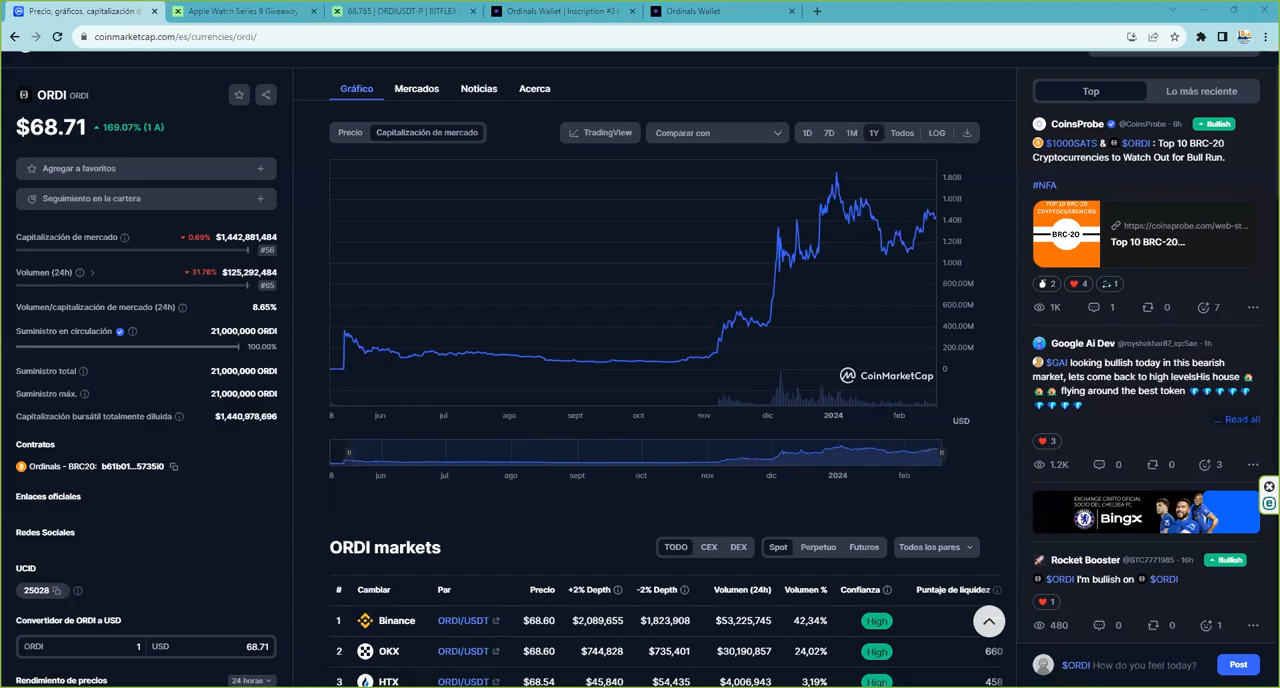 Precio, gráficos, capitalización d
Apple Watch Series 9 Giveaway
68.765 | ORDIUSDT-P | BITFLEX
Ordinals Wallet | Inscription #34
Ordinals Wallet
coinmarketcap.com/es/currencies/ordi/
ORDI ORDI
$68.71 169.07% (1 A)
Agregar a favoritos
Seguimiento en la cartera
Capitalización de mercado 0.69% $1,442,881,484
#56
Volumen (24h) 31.78% $125,292,484
#65
Volumen/capitalización de mercado (24h) 8.65%
Suministro en circulación 21,000,000 ORDI
100.00%
Suministro total 21,000,000 ORDI
Suministro máx. 21,000,000 ORDI
Capitalización bursátil totalmente diluida $1,440,978,696
Contratos
Ordinals - BRC20: b61b01...5735i0
Enlaces oficiales
Redes Sociales
UCID
25028
Convertidor de ORDI a USD
ORDI 1 USD 68.71
Rendimiento de precios 24 horas
Gráfico Mercados Noticias Acerca
Precio Capitalización de mercado TradingView Comparar con 1D 7D 1M 1Y Todos LOG
1.80B
1.60B
1.40B
1.20B
1.00B
800.00M
600.00M
400.00M
200.00M
0
CoinMarketCap
8 jun jul ago sept oct nov dic 2024 feb
USD
8 jun jul ago sept oct nov dic 2024 feb
ORDI markets
TODO CEX DEX Spot Perpetuo Futuros Todos los pares
# Cambiar Par Precio +2% Depth -2% Depth Volumen (24h) Volumen % Confianza Puntaje de liquidez
1 Binance ORDI/USDT $68.60 $2,089,655 $1,823,908 $53,225,745 42,34% High
2 OKX ORDI/USDT $68.60 $744,828 $735,401 $30,190,857 24,02% High 660
3 HTX ORDI/USDT $68.54 $45,840 $54,435 $4,006,943 3,19% High 458
Top Lo más reciente
CoinsProbe @CoinsProbe · 6h Bullish
$1000SATS & $ORDI : Top 10 BRC-20
Cryptocurrencies to Watch Out for Bull Run.
#NFA
TOP 10 BRC-20
CRYPTOCURRENCIES
BRC-20
https://coinsprobe.com/web-st...
Top 10 BRC-20...
2 4 1
1K 1 0 7
Google Ai Dev @royshakhar87_iqc5ae · 1h
$GAI looking bullish today in this bearish
market, lets come back to high levelsHis house
flying around the best token
... Read all
3
1.2K 0 0 3
EXCHANGE CRIPTO OFICIAL
SOCIO DEL CHELSEA FC
BingX
Rocket Booster @BTC7771985 · 16h Bullish
$ORDI I'm bullish on $ORDI
1
480 0 0 1
$ORDI How do you feel today? Post